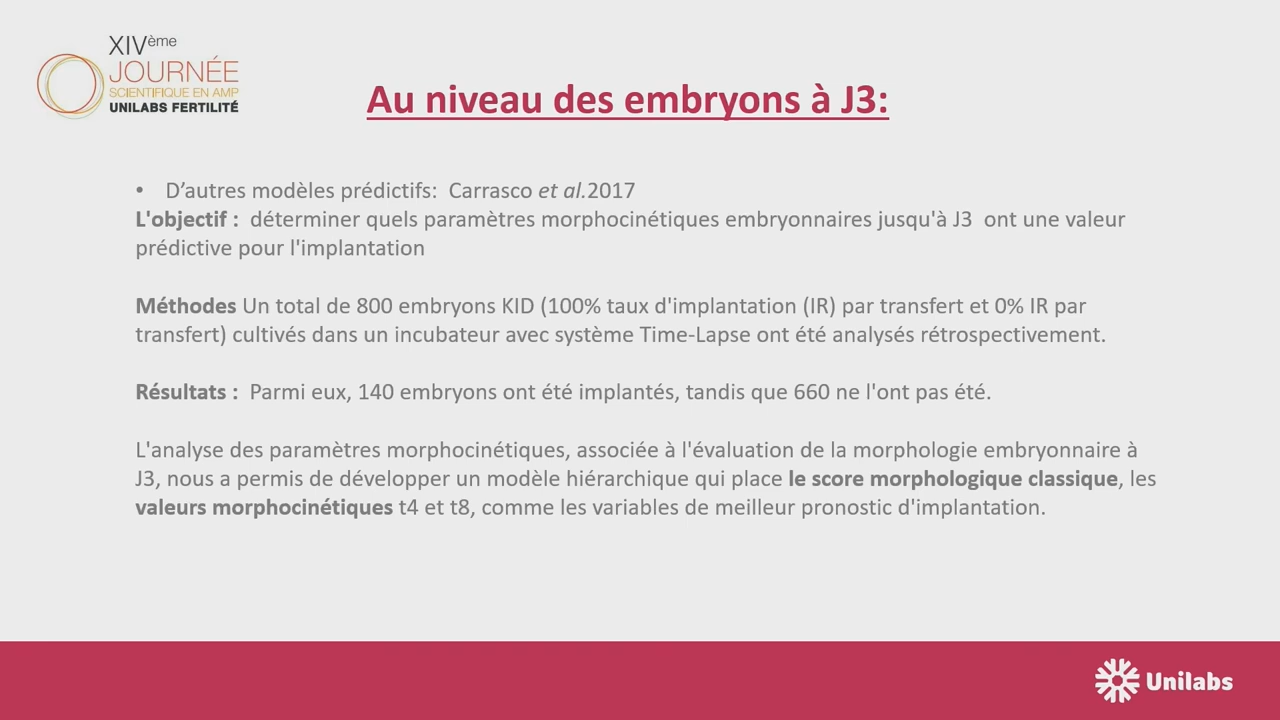 XIVème
JOURNÉE
SCIENTIFIQUE EN AMP
UNILABS FERTILITÉ
Au niveau des embryons à J3:
• D’autres modèles prédictifs: Carrasco et al.2017
L'objectif : déterminer quels paramètres morphocinétiques embryonnaires jusqu'à J3 ont une valeur
prédictive pour l'implantation
Méthodes Un total de 800 embryons KID (100% taux d'implantation (IR) par transfert et 0% IR par
transfert) cultivés dans un incubateur avec système Time-Lapse ont été analysés rétrospectivement.
Résultats : Parmi eux, 140 embryons ont été implantés, tandis que 660 ne l'ont pas été.
L'analyse des paramètres morphocinétiques, associée à l'évaluation de la morphologie embryonnaire à
J3, nous a permis de développer un modèle hiérarchique qui place le score morphologique classique, les
valeurs morphocinétiques t4 et t8, comme les variables de meilleur pronostic d'implantation.
Unilabs